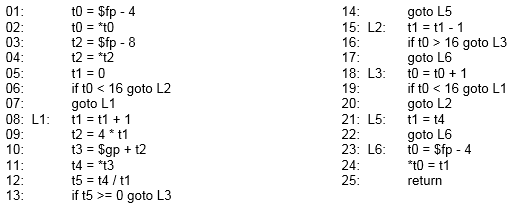 01: t0 = $fp - 4
02: t0 = *t0
03: t2 = $fp - 8
04: t2 = *t2
05: t1 = 0
06: if t0 < 16 goto L2
07: goto L1
08: L1: t1 = t1 + 1
09: t2 = 4 * t1
10: t3 = $gp + t2
11: t4 = *t3
12: t5 = t4 / t1
13: if t5 >= 0 goto L3
14: goto L5
15: L2: t1 = t1 - 1
16: if t0 > 16 goto L3
17: goto L6
18: L3: t0 = t0 + 1
19: if t0 < 16 goto L1
20: goto L2
21: L5: t1 = t4
22: goto L6
23: L6: t0 = $fp - 4
24: *t0 = t1
25: return